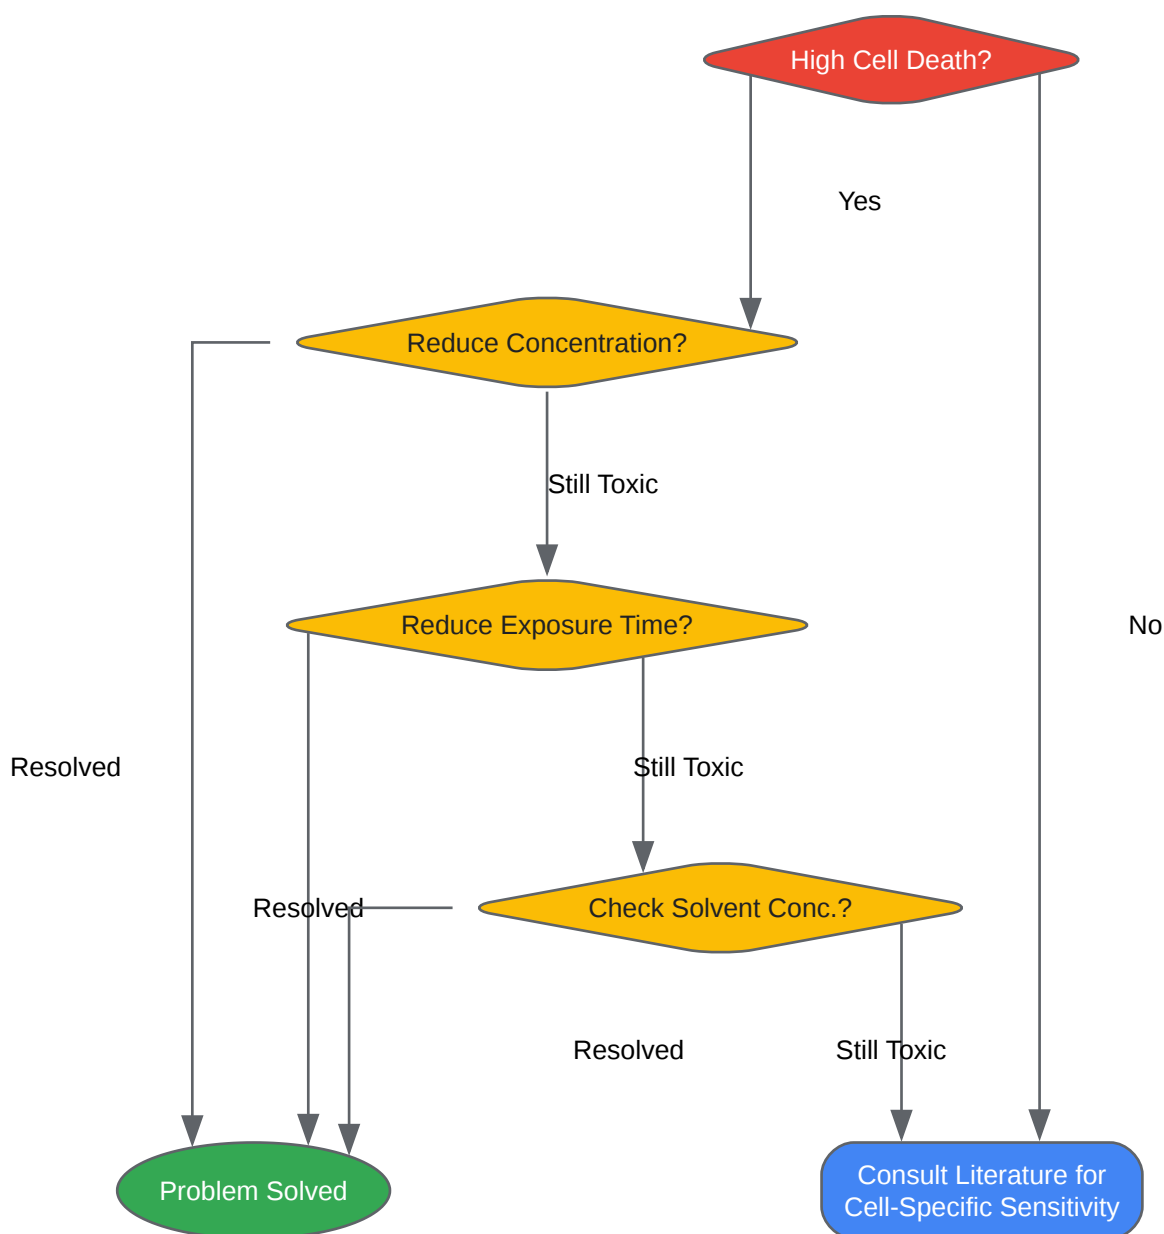 High Cell Death?
Yes
Reduce Concentration?
Still Toxic
Reduce Exposure Time?
No
Resolved
Still Toxic
Resolved
Check Solvent Conc.?
Resolved
Still Toxic
Problem Solved
Consult Literature for
Cell-Specific Sensitivity